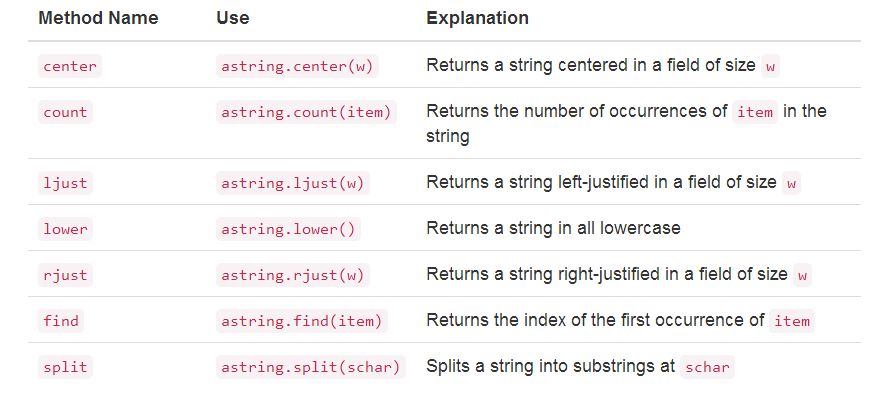 Method Name Use Explanation
center astring.center(w) Returns a string centered in a field of size w
count astring.count(item) Returns the number of occurrences of item in the
string
ljust astring.ljust(w) Returns a string left-justified in a field of size w
lower astring.lower() Returns a string in all lowercase
rjust astring.rjust(w) Returns a string right-justified in a field of size w
find astring.find(item) Returns the index of the first occurrence of item
split astring.split(schar) Splits a string into substrings at schar